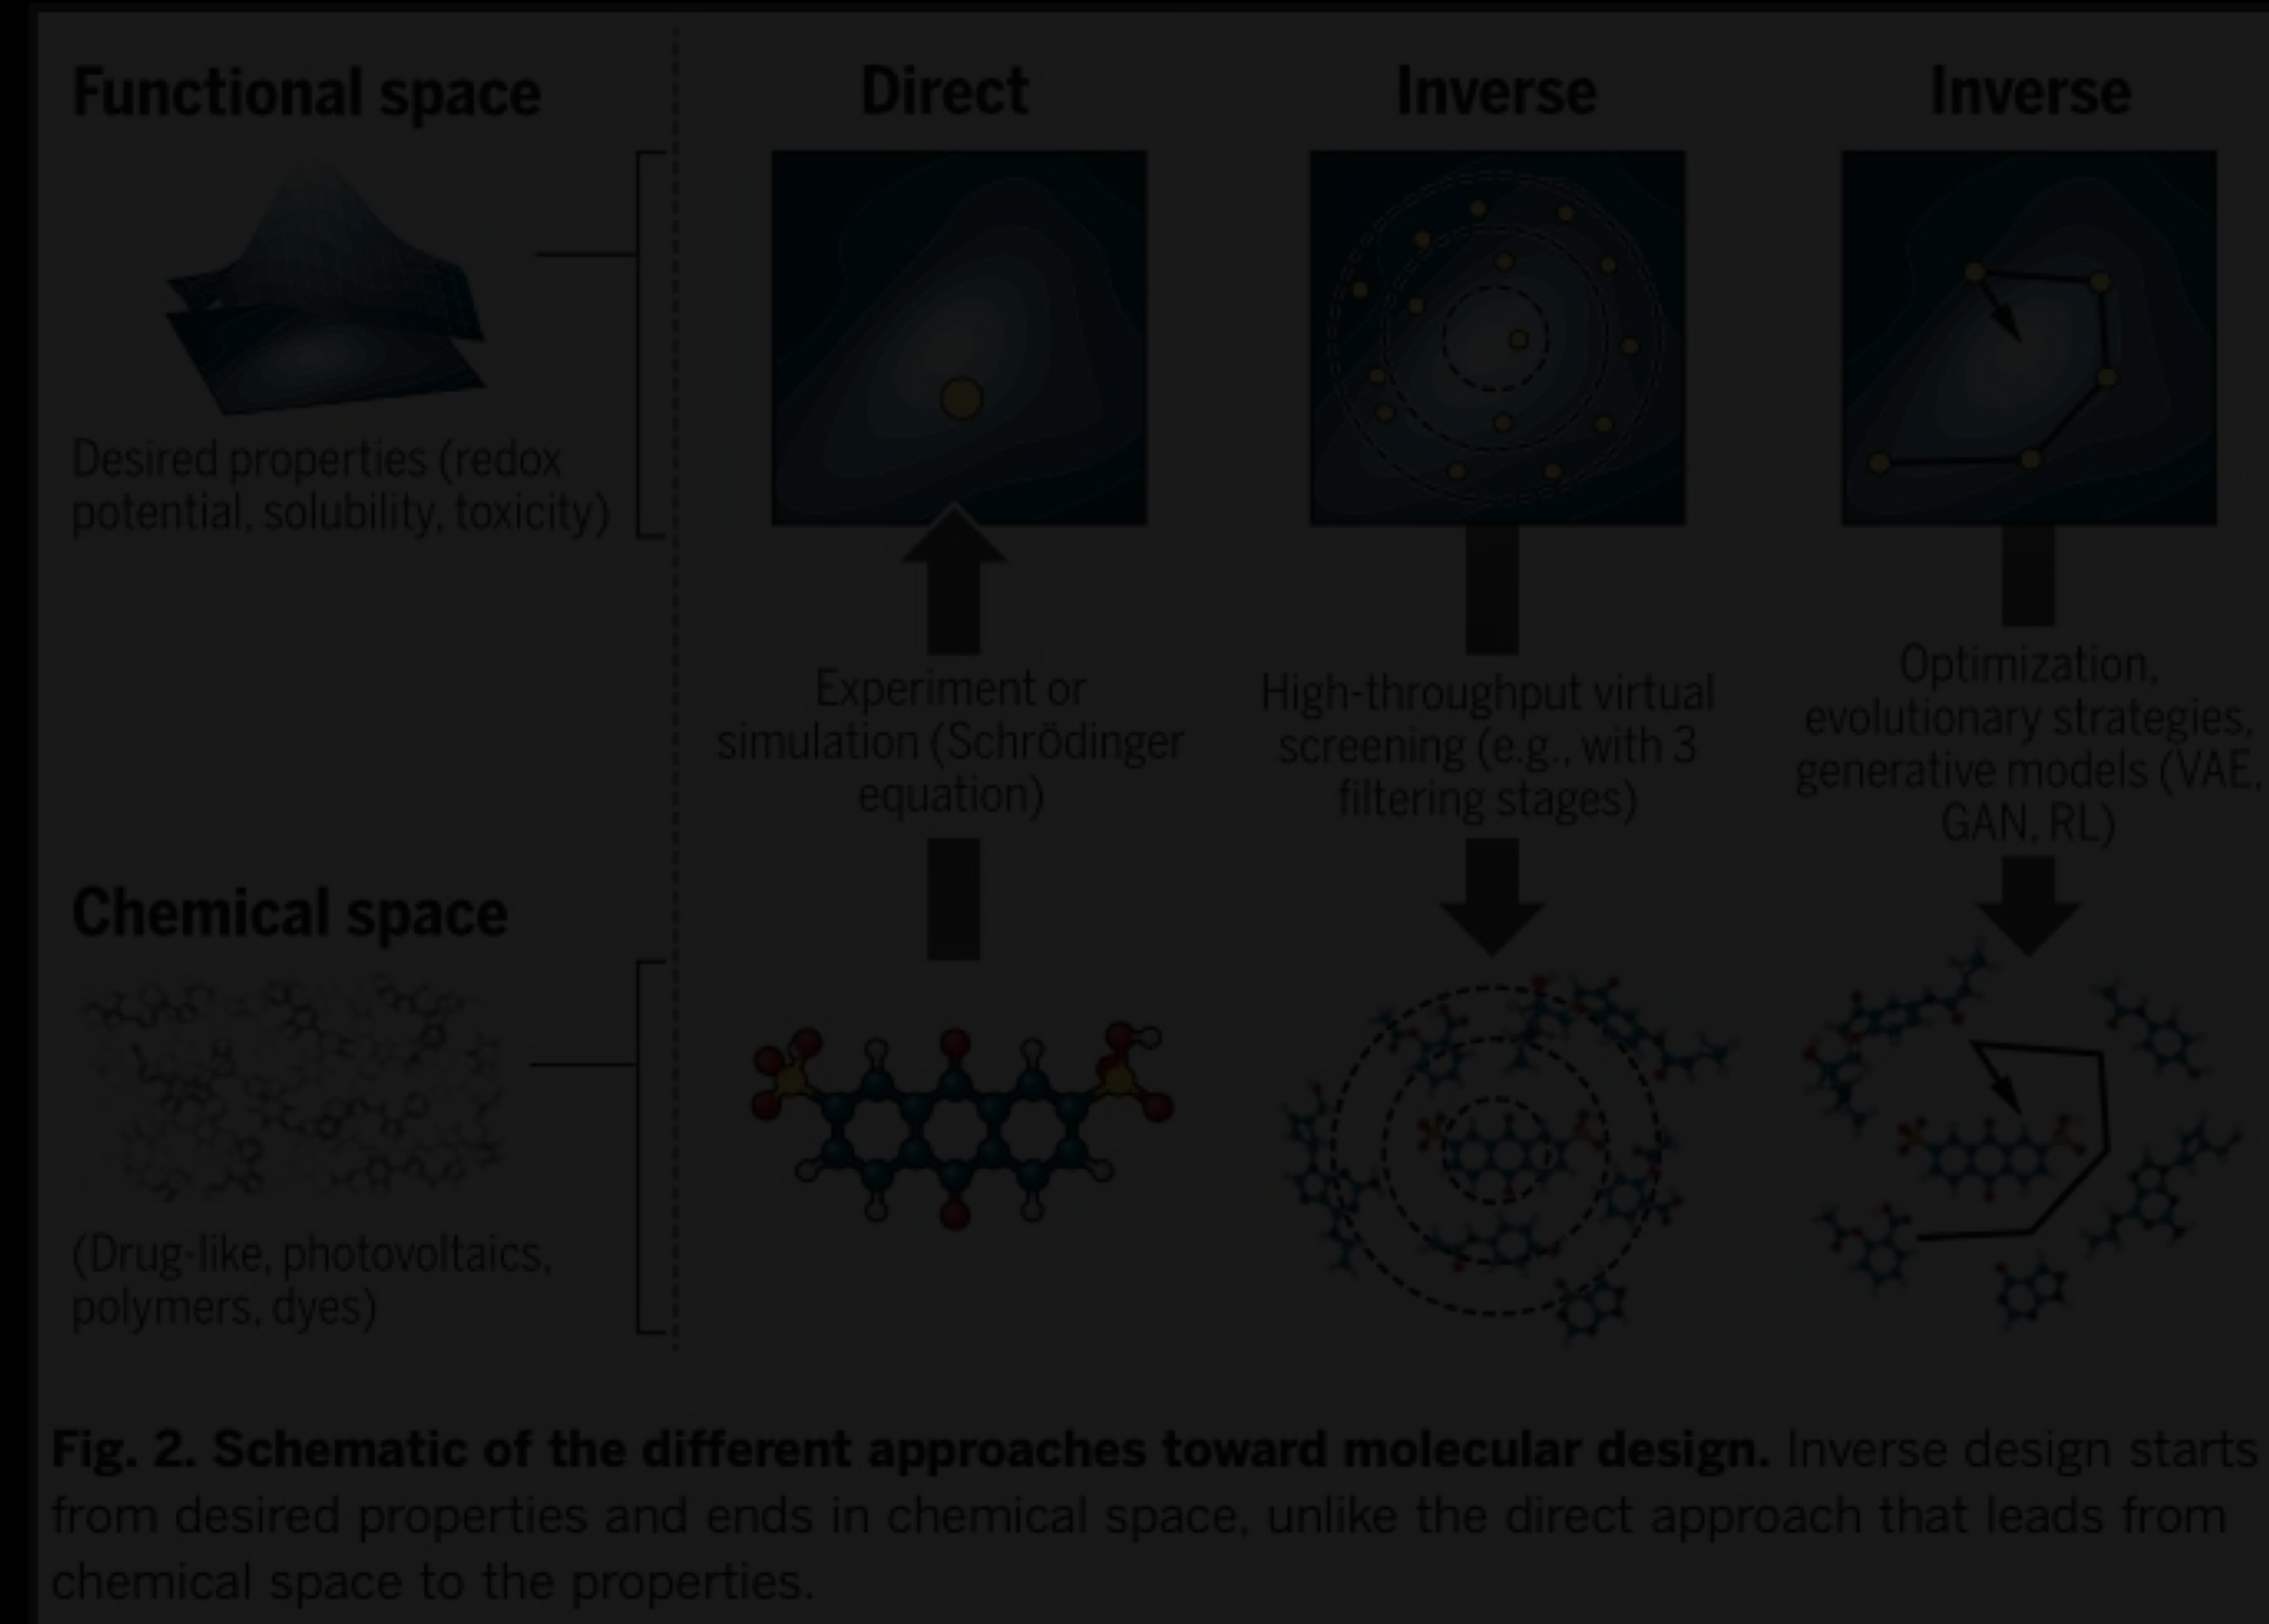 Functional space
Desired properties (redox
potential, solubility, toxicity)
Chemical space
(Drug-like, photovoltaics,
polymers, dyes)
Direct
Experiment or
simulation (Schrödinger
equation)
Inverse
High-throughput virtual
screening (e.g., with 3
filtering stages)
Inverse
Optimization,
evolutionary strategies,
generative models (VAE,
GAN, RL)
Fig. 2. Schematic of the different approaches toward molecular design. Inverse design starts
from desired properties and ends in chemical space, unlike the direct approach that leads from
chemical space to the properties.